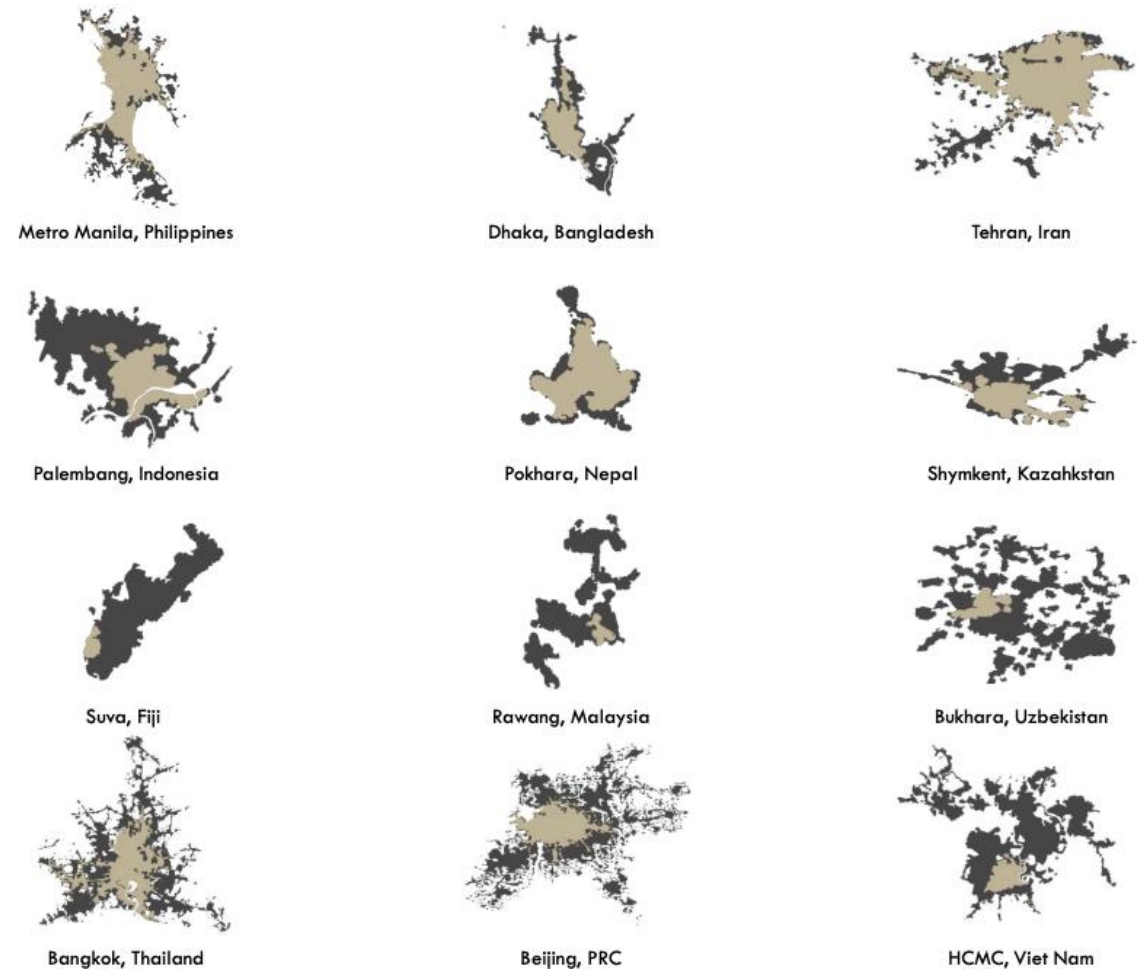 Metro Manila, Philippines
Dhaka, Bangladesh
Tehran, Iran
Palembang, Indonesia
Pokhara, Nepal
Shymkent, Kazahkstan
Suva, Fiji
Rawang, Malaysia
Bukhara, Uzbekistan
Bangkok, Thailand
Beijing, PRC
HCMC, Viet Nam